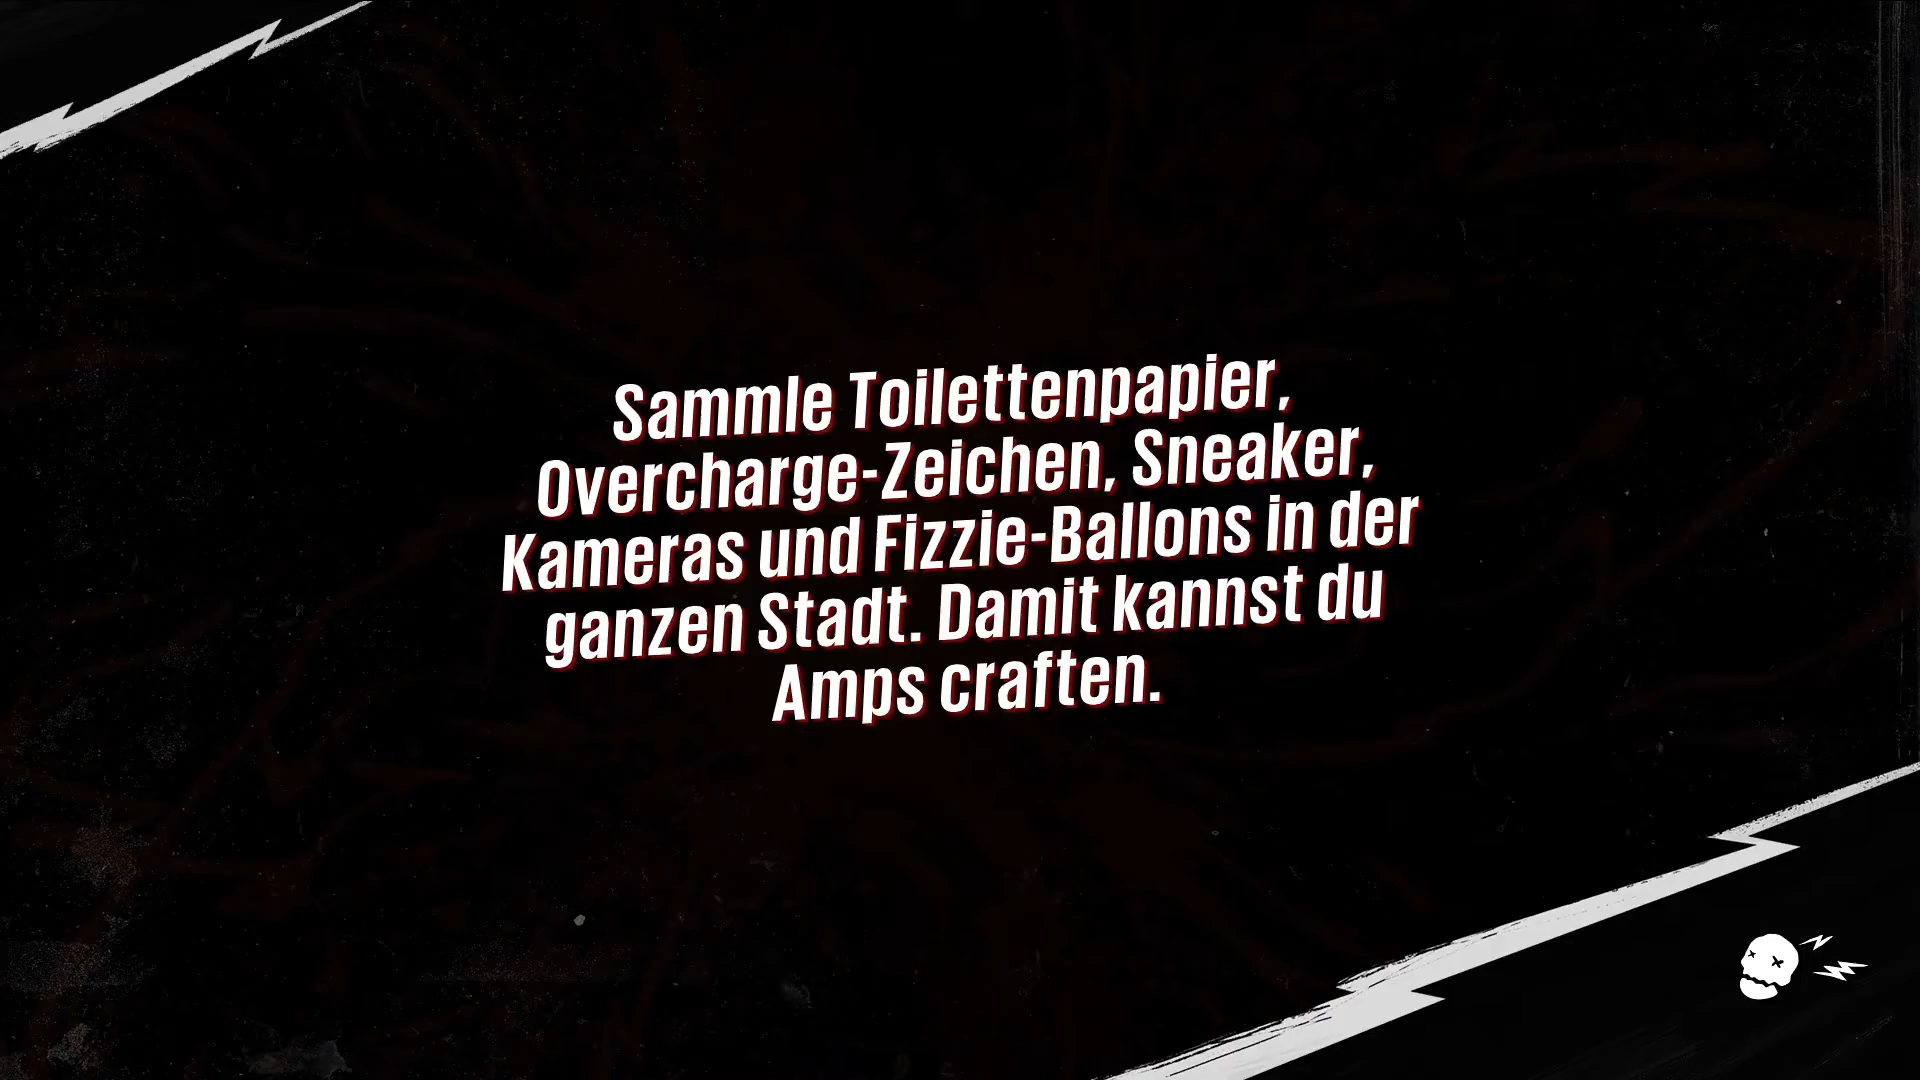 Sammle Toilettenpapier,
Overcharge-Zeichen, Sneaker,
Kameras und Fizzie-Ballons in der
ganzen Stadt. Damit kannst du
Amps craften.